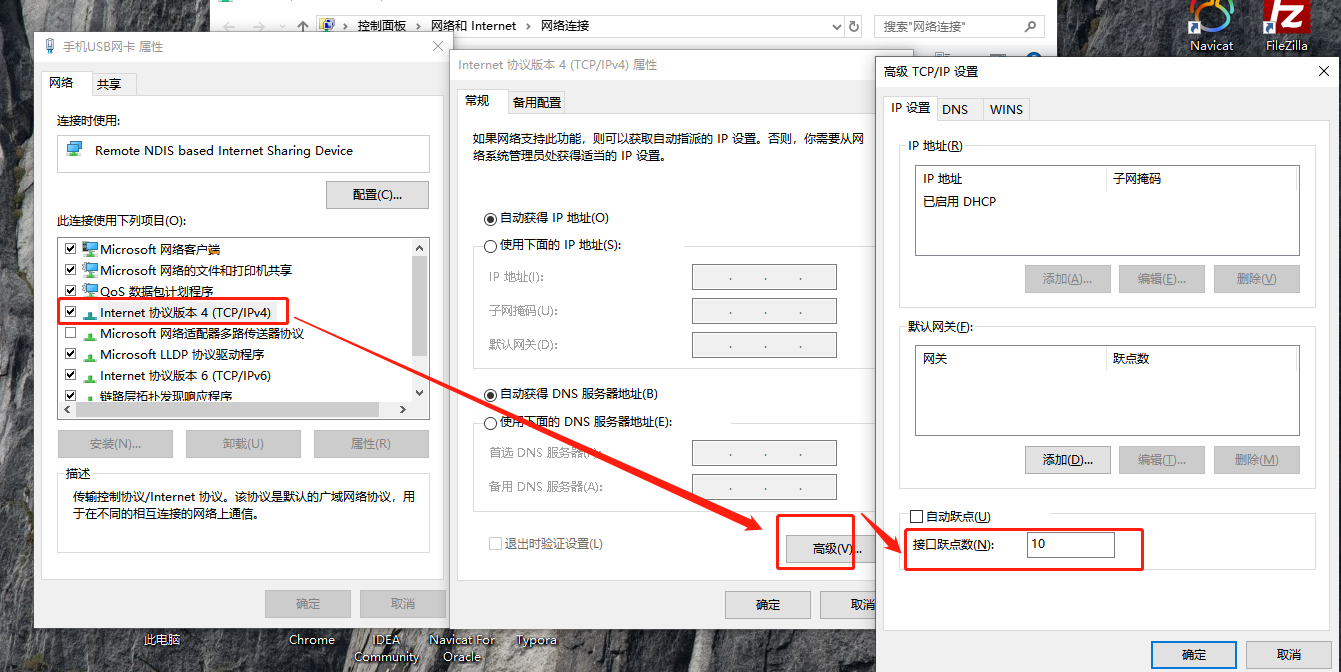 控制面板 > 网络和 Internet > 网络连接
搜索"网络连接"
Navicat
FileZilla
手机USB网卡 属性
网络
共享
连接时使用:
Remote NDIS based Internet Sharing Device
配置(C)...
此连接使用下列项目(O):
Microsoft 网络客户端
Microsoft 网络的文件和打印机共享
QoS 数据包计划程序
Internet 协议版本 4 (TCP/IPv4)
Microsoft 网络适配器多路传送器协议
Microsoft LLDP 协议驱动程序
Internet 协议版本 6 (TCP/IPv6)
链路层拓扑发现响应程序
安装(N)...
卸载(U)
属性(R)
描述
传输控制协议/Internet 协议。该协议是默认的广域网络协议，用
于在不同的相互连接的网络上通信。
确定
取消
Internet 协议版本 4 (TCP/IPv4) 属性
常规
备用配置
如果网络支持此功能，则可以获取自动指派的 IP 设置。否则，你需要从网
络系统管理员处获得适当的 IP 设置。
自动获得 IP 地址(O)
使用下面的 IP 地址(S):
IP 地址(I):
子网掩码(U):
默认网关(D):
自动获得 DNS 服务器地址(B)
使用下面的 DNS 服务器地址(E):
首选 DNS 服务器
备用 DNS 服务器(A):
退出时验证设置(L)
高级(V)...
确定
取消
高级 TCP/IP 设置
IP 设置
DNS
WINS
IP 地址(R)
IP 地址
子网掩码
已启用 DHCP
添加(A)...
编辑(E)...
删除(V)
默认网关(F):
网关
跃点数
添加(D)...
编辑(T)...
删除(M)
自动跃点(U)
接口跃点数(N):
10
确定
取消
此电脑
Chrome
IDEA
Community
Navicat For
Oracle
Typora